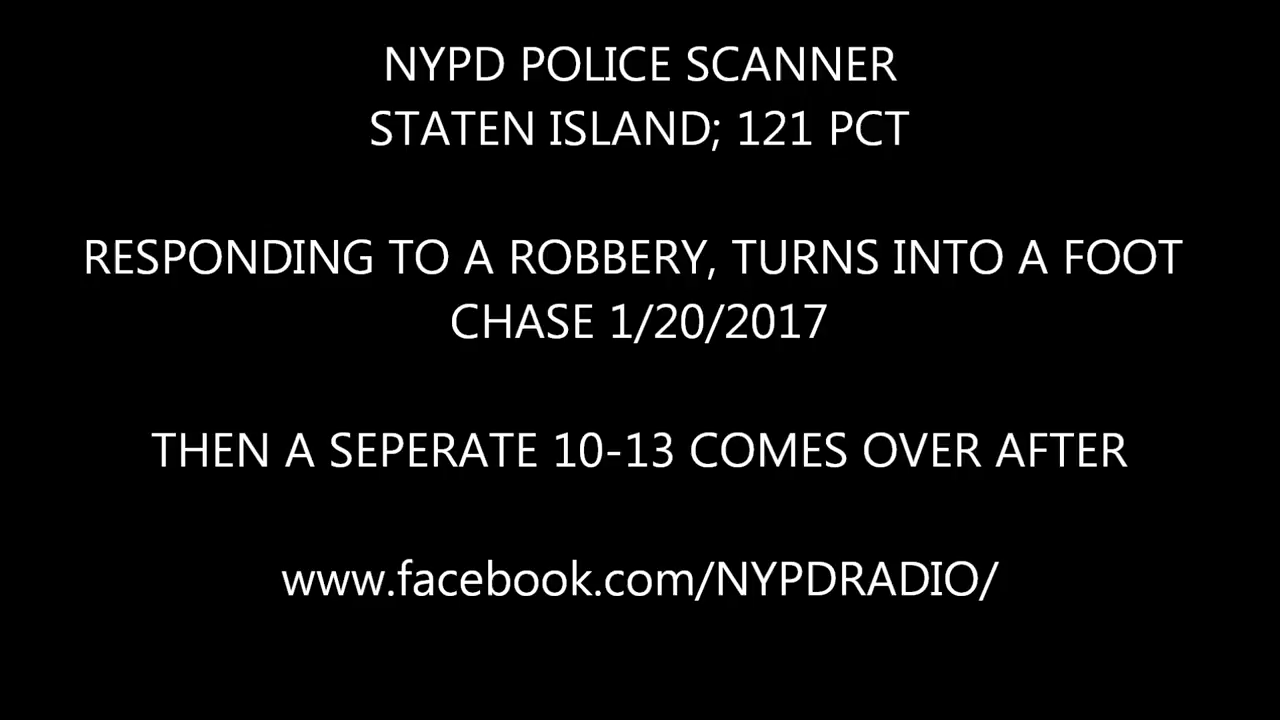 NYPD POLICE SCANNER
STATEN ISLAND; 121 PCT
RESPONDING TO A ROBBERY, TURNS INTO A FOOT
CHASE 1/20/2017
THEN A SEPERATE 10-13 COMES OVER AFTER
www.facebook.com/NYPDRADIO/